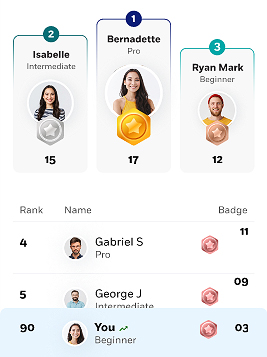 2
1
3
Isabelle
Intermediate
Bernadette
Pro
Ryan Mark
Beginner
15
17
12
Rank Name Badge
4 Gabriel S 11
Pro
5 George J 09
Intermediate
90 You 03
Beginner